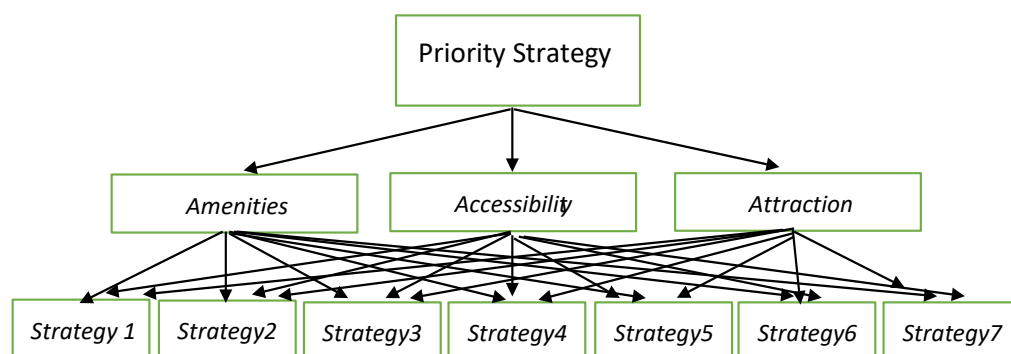 Priority Strategy
Amenities
Accessibility
Attraction
Strategy 1
Strategy2
Strategy3
Strategy4
Strategy5
Strategy6
Strategy7